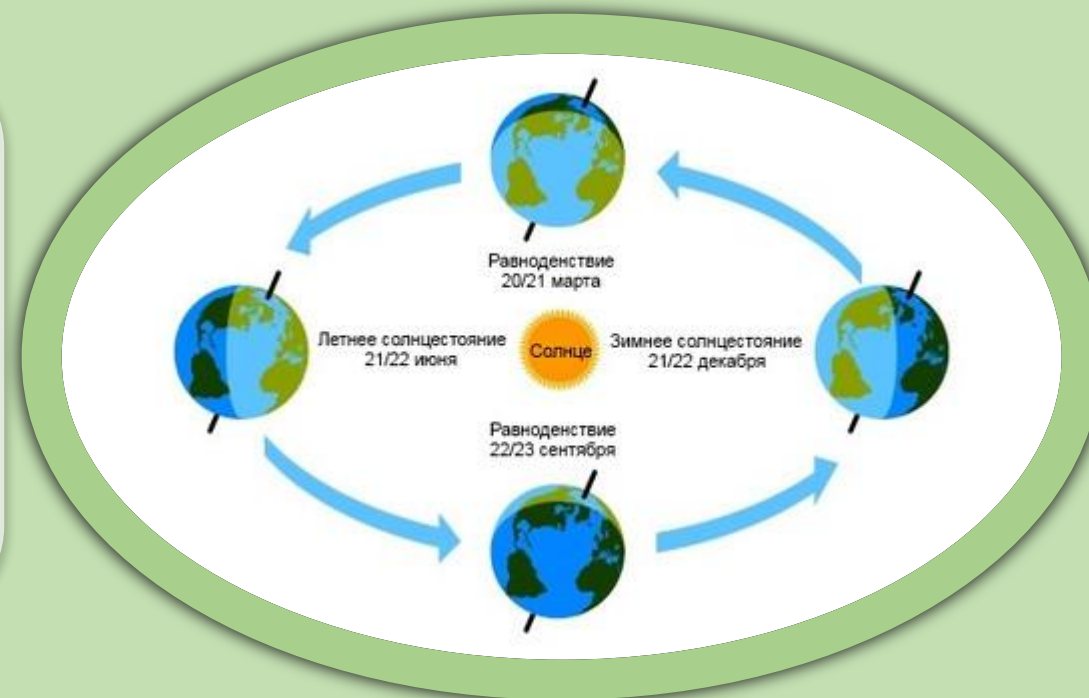 Равноденствие
20/21 марта
Летнее солнцестояние
21/22 июня
Солнце
Зимнее солнцестояние
21/22 декабря
Равноденствие
22/23 сентября